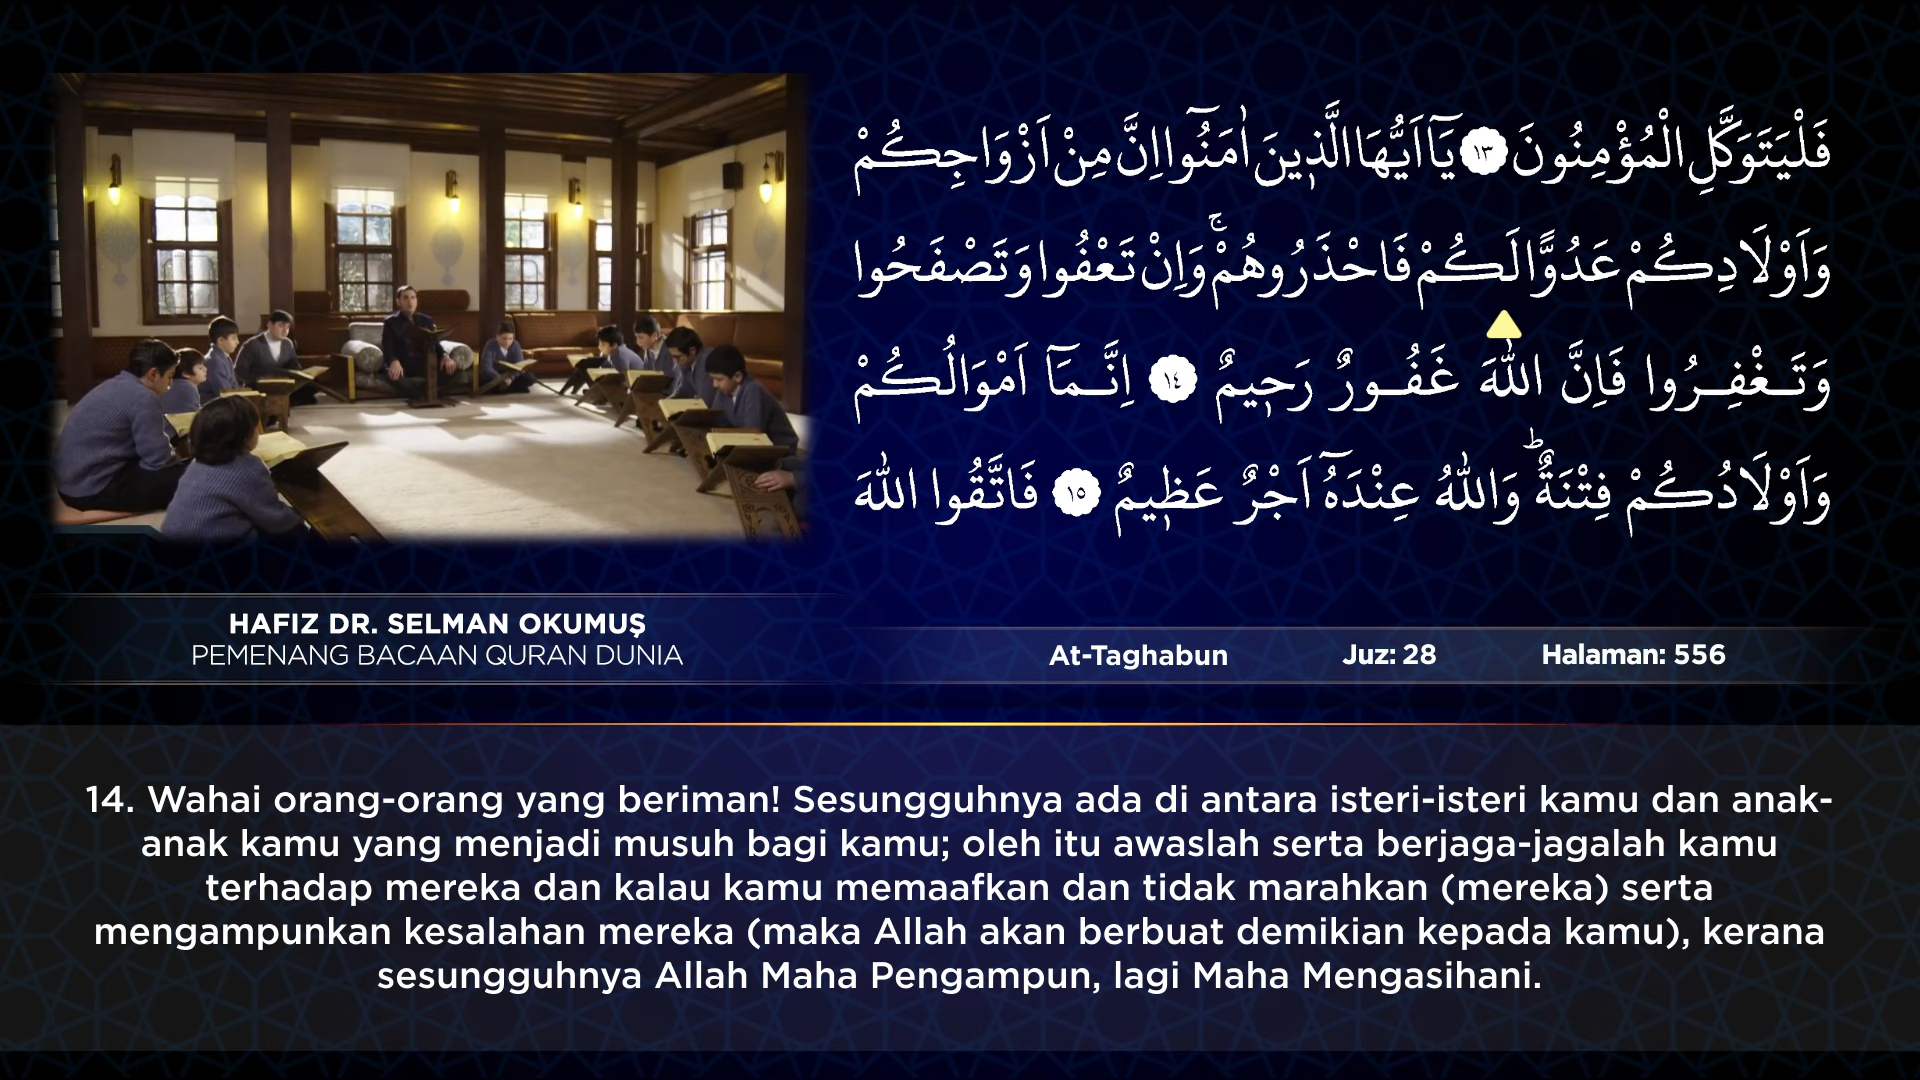 فَلْيَتَوَكَّلِ الْمُؤْمِنُونَ ۝١٣ يَٓا اَيُّهَا الَّذ۪ينَ اٰمَنُٓوا اِنَّ مِنْ اَزْوَاجِكُمْ
وَاَوْلَادِكُمْ عَدُوًّا لَكُمْ فَاحْذَرُوهُمْۚ وَاِنْ تَعْفُوا وَتَصْفَحُوا
وَتَغْفِرُوا فَاِنَّ اللّٰهَ غَفُورٌ رَح۪يمٌ ۝١٤ اِنَّمَٓا اَمْوَالُكُمْ
وَاَوْلَادُكُمْ فِتْنَةٌۜ وَاللّٰهُ عِنْدَهُٓ اَجْرٌ عَظ۪يمٌ ۝١٥ فَاتَّقُوا اللّٰهَ
HAFIZ DR. SELMAN OKUMUŞ
PEMENANG BACAAN QURAN DUNIA
At-Taghabun Juz: 28 Halaman: 556
14. Wahai orang-orang yang beriman! Sesungguhnya ada di antara isteri-isteri kamu dan anak-
anak kamu yang menjadi musuh bagi kamu; oleh itu awaslah serta berjaga-jagalah kamu
terhadap mereka dan kalau kamu memaafkan dan tidak marahkan (mereka) serta
mengampunkan kesalahan mereka (maka Allah akan berbuat demikian kepada kamu), kerana
sesungguhnya Allah Maha Pengampun, lagi Maha Mengasihani.